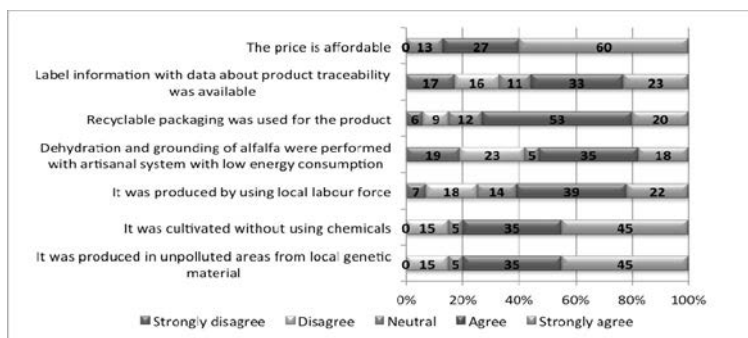 The price is affordable
0 13 27 60
Label information with data about product traceability
was available
17 16 11 33 23
Recyclable packaging was used for the product
6 9 12 53 20
Dehydration and grounding of alfalfa were performed
with artisanal system with low energy consumption
19 23 5 35 18
It was produced by using local labour force
7 18 14 39 22
It was cultivated without using chemicals
0 15 5 35 45
It was produced in unpolluted areas from local genetic
material
0 15 5 35 45
0% 20% 40% 60% 80% 100%
Strongly disagree Disagree Neutral Agree Strongly agree